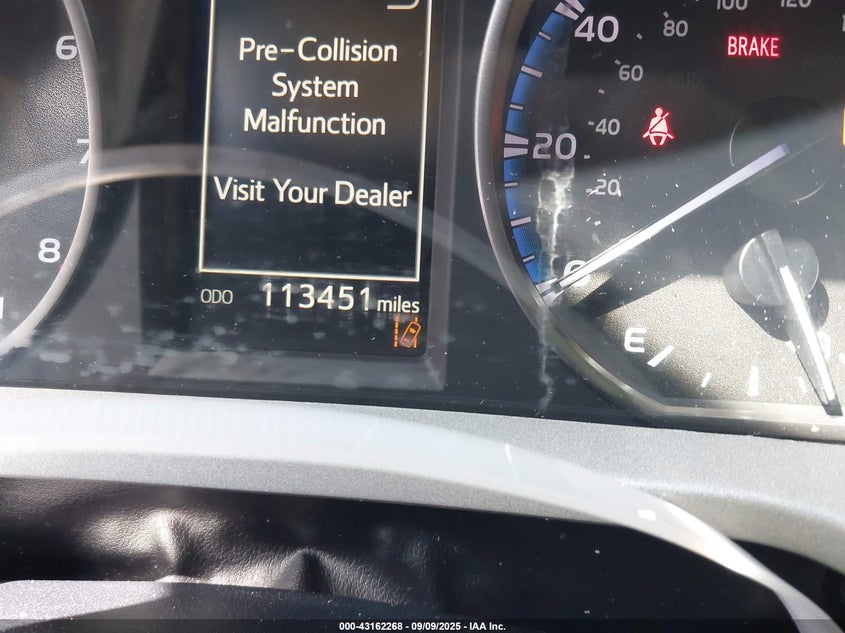 Pre-Collision
System
Malfunction
Visit Your Dealer
ODO 113451 miles
6
7
8
100 120
40 80
BRAKE
60
40
20
20
0
E
000-43162268 - 09/09/2025 - IAA Inc.